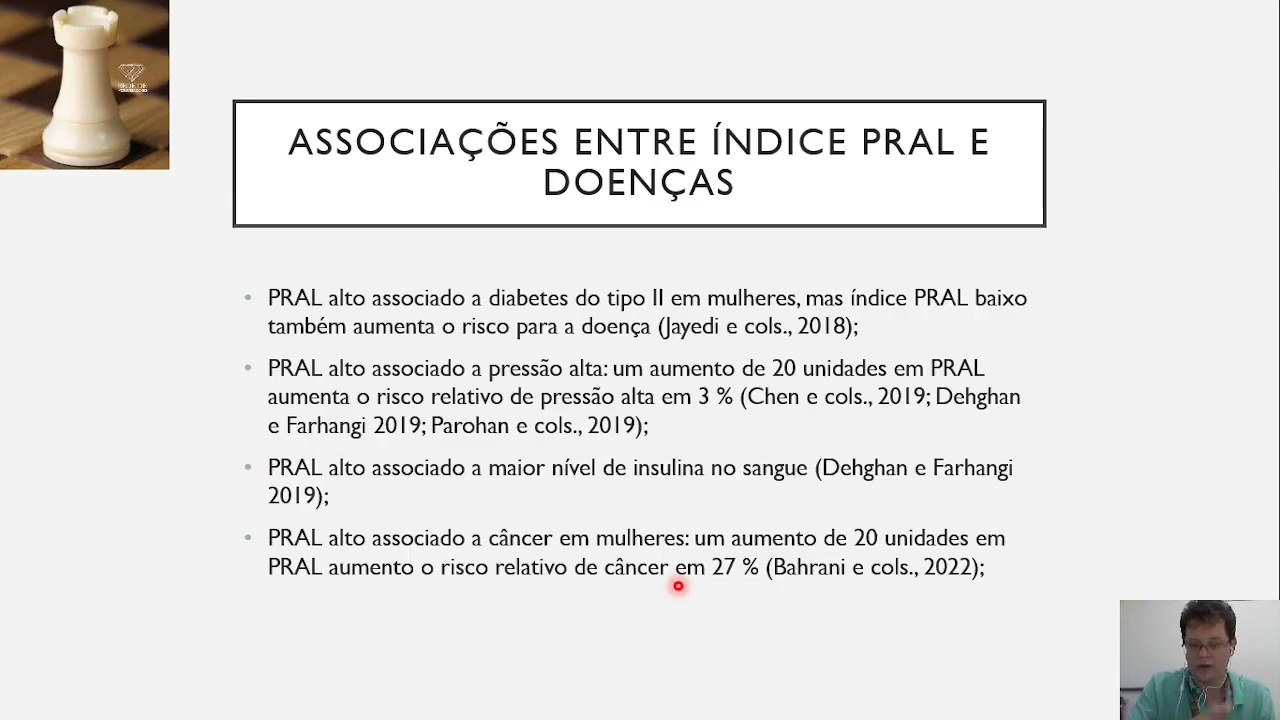 ASSOCIAÇÕES ENTRE ÍNDICE PRAL E
DOENÇAS
• PRAL alto associado a diabetes do tipo II em mulheres, mas índice PRAL baixo
também aumenta o risco para a doença (Jayedi e cols., 2018);
• PRAL alto associado a pressão alta: um aumento de 20 unidades em PRAL
aumenta o risco relativo de pressão alta em 3 % (Chen e cols., 2019; Dehghan
e Farhangi 2019; Parohan e cols., 2019);
• PRAL alto associado a maior nível de insulina no sangue (Dehghan e Farhangi
2019);
• PRAL alto associado a câncer em mulheres: um aumento de 20 unidades em
PRAL aumento o risco relativo de câncer em 27 % (Bahrani e cols., 2022);